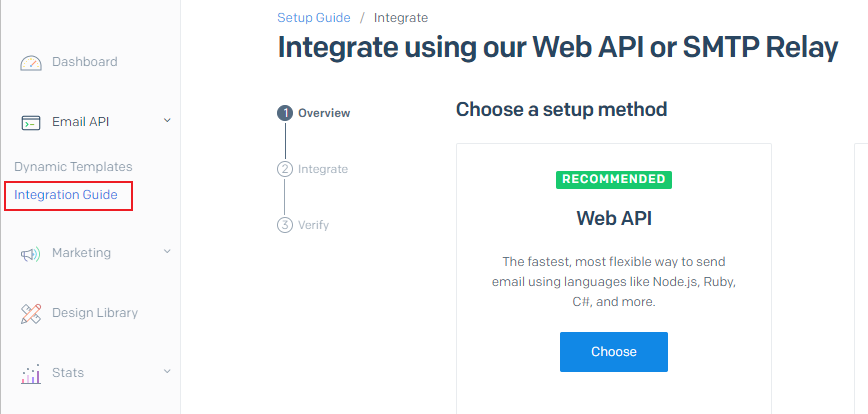 Setup Guide / Integrate
Integrate using our Web API or SMTP Relay
Dashboard
Email API
Dynamic Templates
Integration Guide
Marketing
Design Library
Stats
1 Overview
2 Integrate
3 Verify
Choose a setup method
RECOMMENDED
Web API
The fastest, most flexible way to send
email using languages like Node.js, Ruby,
C#, and more.
Choose